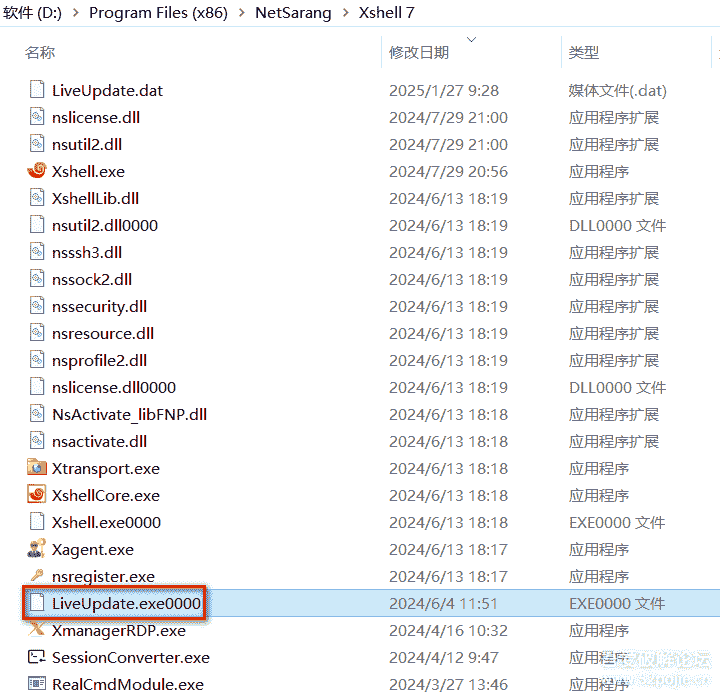 软件 (D:) > Program Files (x86) > NetSarang > Xshell 7
名称 修改日期 类型
LiveUpdate.dat 2025/1/27 9:28 媒体文件(.dat)
nslicense.dll 2024/7/29 21:00 应用程序扩展
nsutil2.dll 2024/7/29 21:00 应用程序扩展
Xshell.exe 2024/7/29 20:56 应用程序
XshellLib.dll 2024/6/13 18:19 应用程序扩展
nsutil2.dll0000 2024/6/13 18:19 DLL0000 文件
nsssh3.dll 2024/6/13 18:19 应用程序扩展
nssock2.dll 2024/6/13 18:19 应用程序扩展
nssecurity.dll 2024/6/13 18:19 应用程序扩展
nsresource.dll 2024/6/13 18:19 应用程序扩展
nsprofile2.dll 2024/6/13 18:19 应用程序扩展
nslicense.dll0000 2024/6/13 18:19 DLL0000 文件
NsActivate_libFNP.dll 2024/6/13 18:18 应用程序扩展
nsactivate.dll 2024/6/13 18:18 应用程序扩展
Xtransport.exe 2024/6/13 18:18 应用程序
XshellCore.exe 2024/6/13 18:18 应用程序
Xshell.exe0000 2024/6/13 18:18 EXE0000 文件
Xagent.exe 2024/6/13 18:17 应用程序
nsregister.exe 2024/6/13 18:17 应用程序
LiveUpdate.exe0000 2024/6/4 11:51 EXE0000 文件
XmanagerRDP.exe 2024/4/16 10:32 应用程序
SessionConverter.exe 2024/4/12 9:47 应用程序
RealCmdModule.exe 2024/3/27 13:46 应用程序